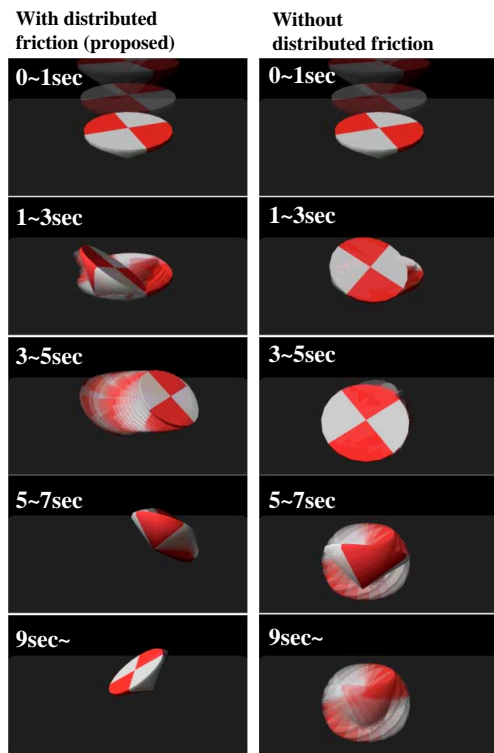 With distributed
friction (proposed)
Without
distributed friction
0~1sec
0~1sec
1~3sec
1~3sec
3~5sec
3~5sec
5~7sec
5~7sec
9sec~
9sec~